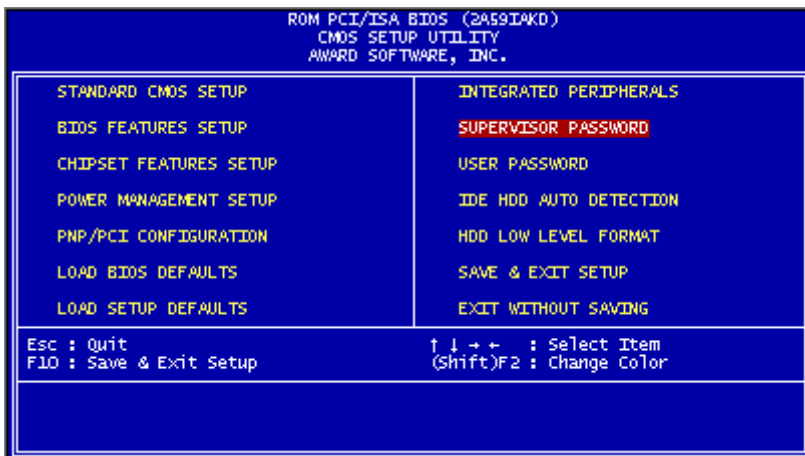 ROM PCI/ISA BIOS (2A59IAKD)
CMOS SETUP UTILITY
AWARD SOFTWARE, INC.
STANDARD CMOS SETUP
BIOS FEATURES SETUP
CHIPSET FEATURES SETUP
POWER MANAGEMENT SETUP
PNP/PCI CONFIGURATION
LOAD BIOS DEFAULTS
LOAD SETUP DEFAULTS
INTEGRATED PERIPHERALS
SUPERVISOR PASSWORD
USER PASSWORD
IDE HDD AUTO DETECTION
HDD LOW LEVEL FORMAT
SAVE & EXIT SETUP
EXIT WITHOUT SAVING
Esc : Quit
F10 : Save & Exit Setup
↑ ↓ → ← : Select Item
(Shift)F2 : Change Color